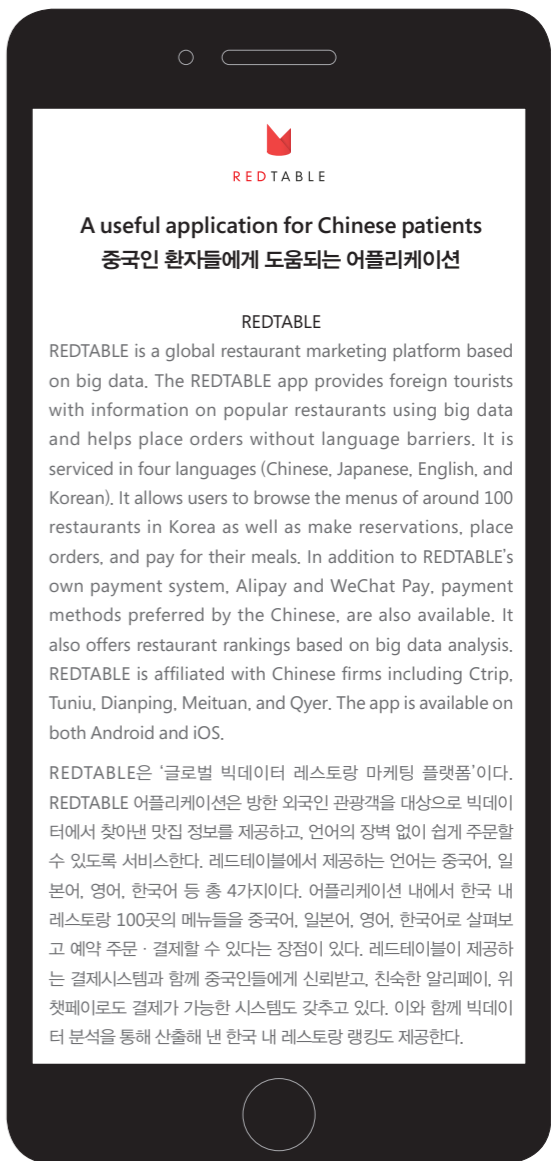 REDTABLE
A useful application for Chinese patients
중국인 환자들에게 도움되는 어플리케이션
REDTABLE
REDTABLE is a global restaurant marketing platform based
on big data. The REDTABLE app provides foreign tourists
with information on popular restaurants using big data
and helps place orders without language barriers. It is
serviced in four languages (Chinese, Japanese, English, and
Korean). It allows users to browse the menus of around 100
restaurants in Korea as well as make reservations, place
orders, and pay for their meals. In addition to REDTABLE's
own payment system, Alipay and WeChat Pay, payment
methods preferred by the Chinese, are also available. It
also offers restaurant rankings based on big data analysis.
REDTABLE is affiliated with Chinese firms including Ctrip,
Tuniu, Dianping, Meituan, and Qyer. The app is available on
both Android and iOS.
REDTABLE은 ‘글로벌 빅데이터 레스토랑 마케팅 플랫폼’이다.
REDTABLE 어플리케이션은 방한 외국인 관광객을 대상으로 빅데이
터에서 찾아낸 맛집 정보를 제공하고, 언어의 장벽 없이 쉽게 주문할
수 있도록 서비스한다. 레드테이블에서 제공하는 언어는 중국어, 일
본어, 영어, 한국어 등 총 4가지이다. 어플리케이션 내에서 한국 내
레스토랑 100곳의 메뉴들을 중국어, 일본어, 영어, 한국어로 살펴보
고 예약 주문 · 결제할 수 있다는 장점이 있다. 레드테이블이 제공하
는 결제시스템과 함께 중국인들에게 신뢰받고, 친숙한 알리페이, 위
챗페이로도 결제가 가능한 시스템도 갖추고 있다. 이와 함께 빅데이
터 분석을 통해 산출해 낸 한국 내 레스토랑 랭킹도 제공한다.